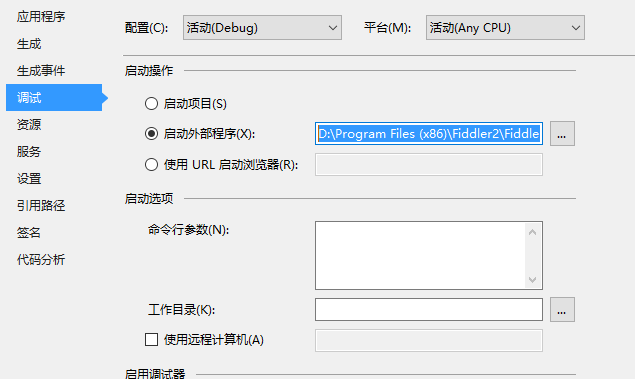 应用程序
生成
生成事件
调试
资源
服务
设置
引用路径
签名
代码分析
配置(C): 活动(Debug) 平台(M): 活动(Any CPU)
启动操作
启动项目(S)
启动外部程序(X): D:\Program Files (x86)\Fiddler2\Fiddle ...
使用 URL 启动浏览器(R):
启动选项
命令行参数(N):
工作目录(K): ...
使用远程计算机(A)
启用调试器